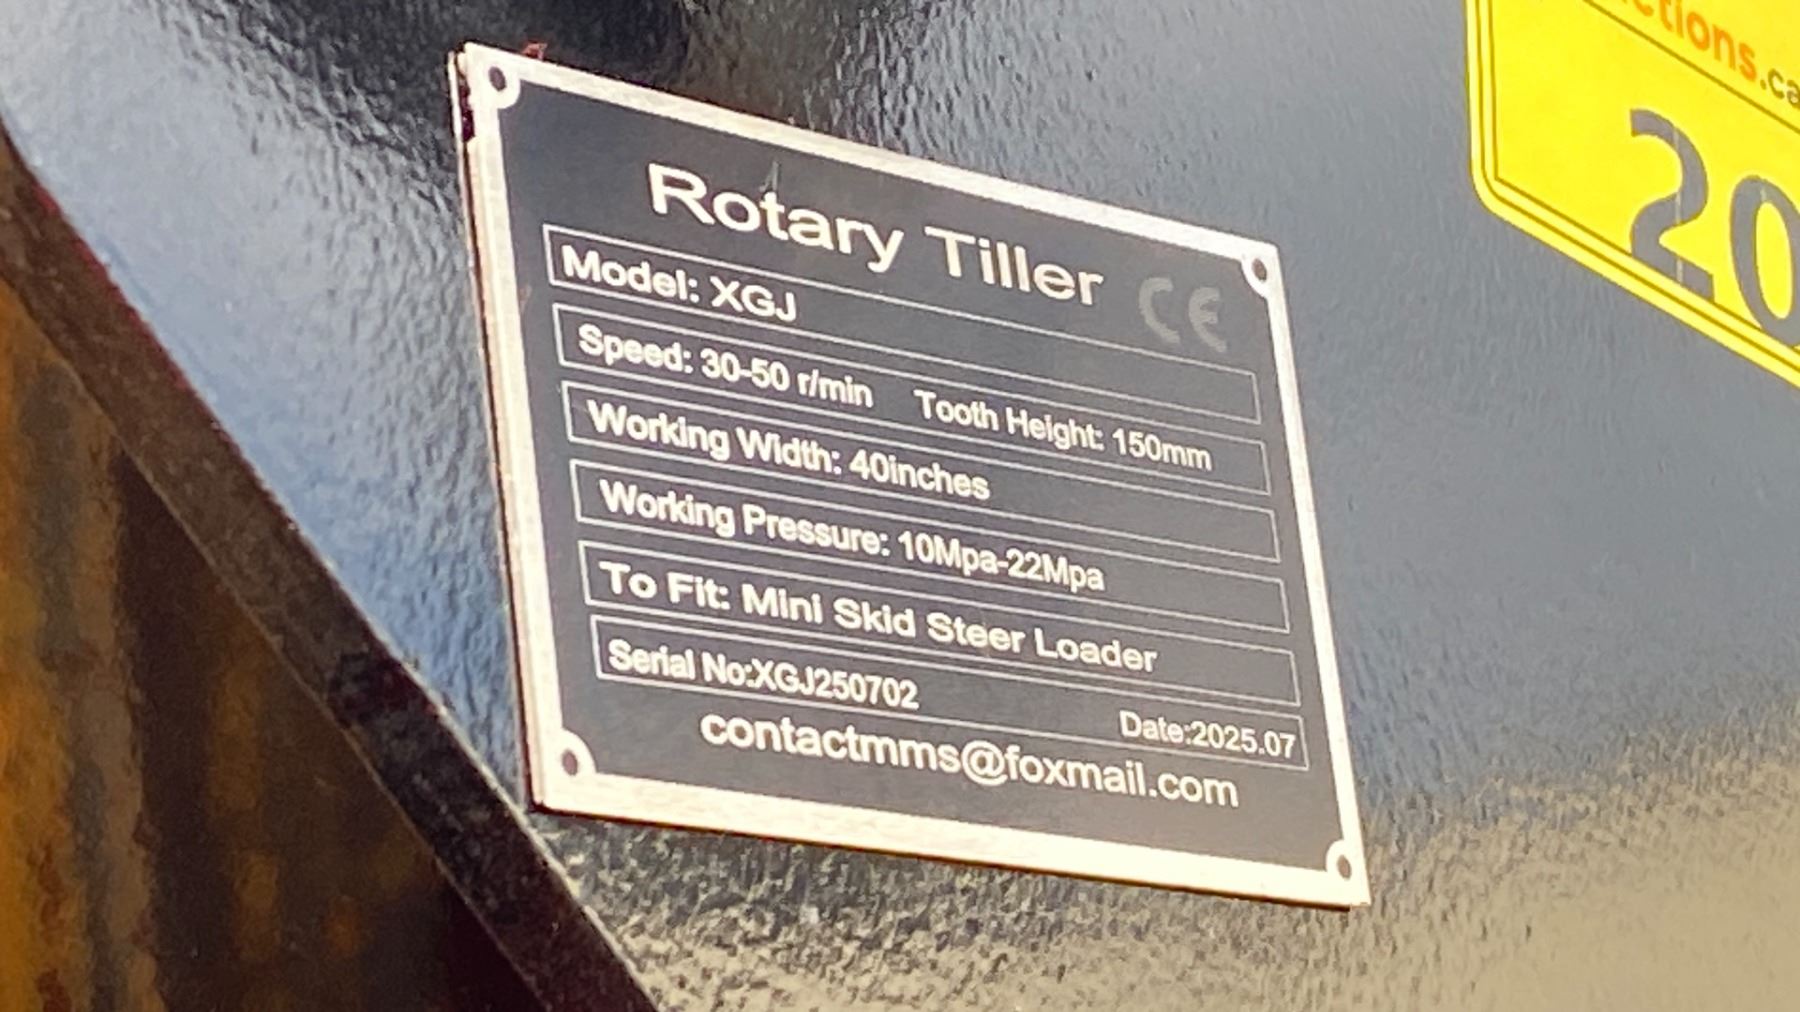 Rotary Tiller
CE
Model: XGJ
Speed: 30-50 r/min Tooth Height: 150mm
Working Width: 40inches
Working Pressure: 10Mpa-22Mpa
To Fit: Mini Skid Steer Loader
Serial No:XGJ250702 Date:2025.07
contactmms@foxmail.com
ctions.ca
20